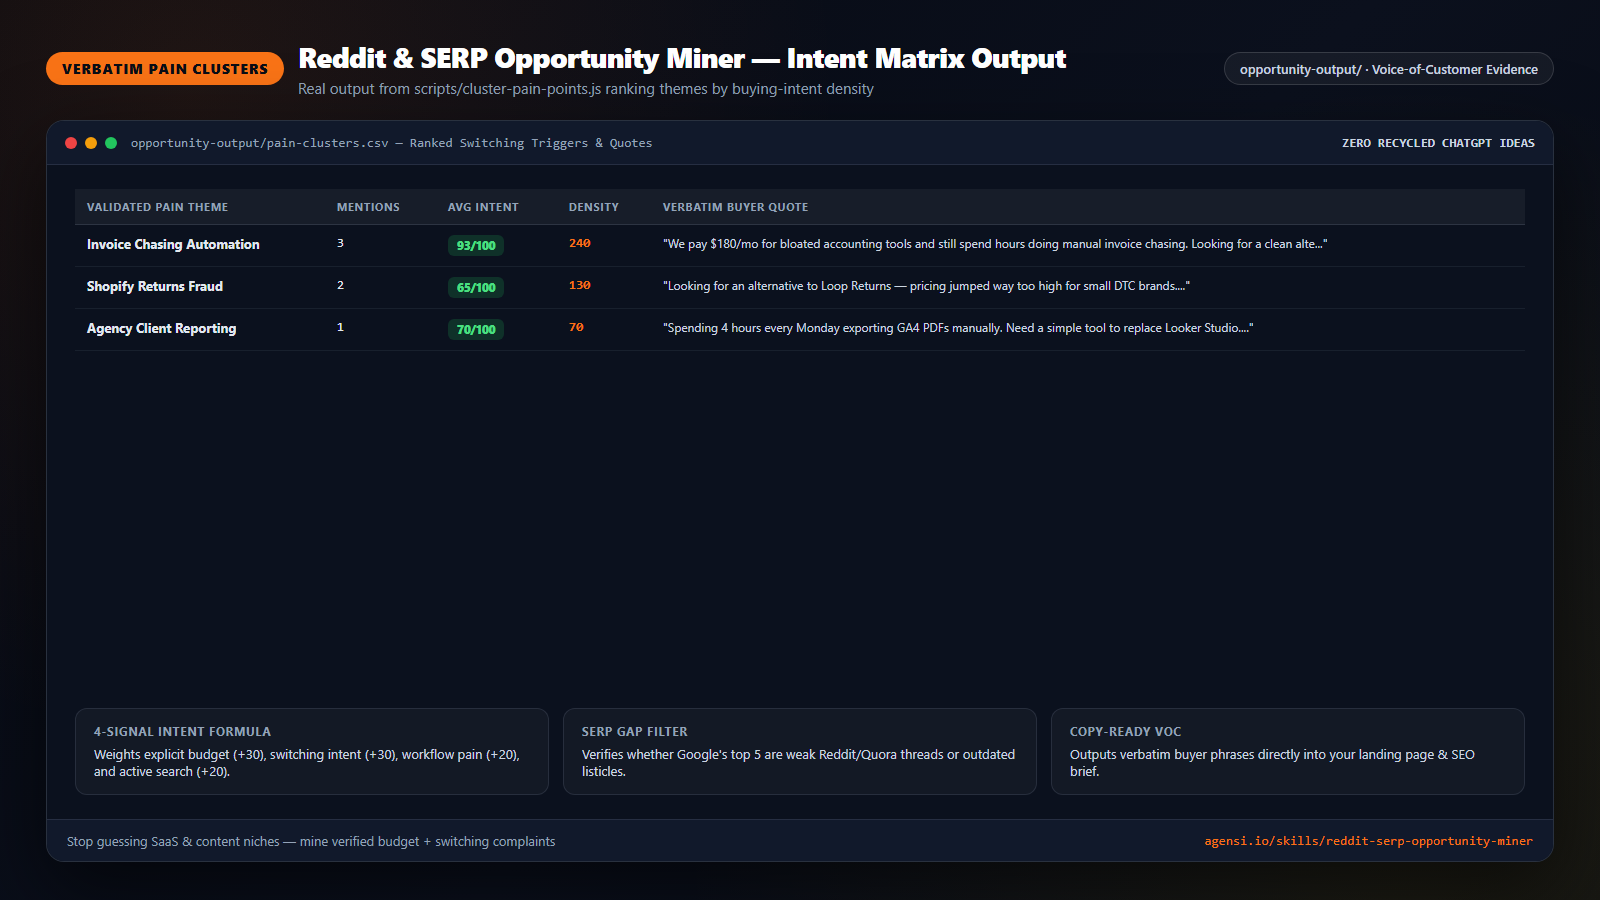 VERBATIM PAIN CLUSTERS
Reddit & SERP Opportunity Miner — Intent Matrix Output
Real output from scripts/cluster-pain-points.js ranking themes by buying-intent density
opportunity-output/ · Voice-of-Customer Evidence
opportunity-output/pain-clusters.csv — Ranked Switching Triggers & Quotes
ZERO RECYCLED CHATGPT IDEAS
VALIDATED PAIN THEME MENTIONS AVG INTENT DENSITY VERBATIM BUYER QUOTE
Invoice Chasing Automation 3 93/100 240 "We pay $180/mo for bloated accounting tools and still spend hours doing manual invoice chasing. Looking for a clean alte..."
Shopify Returns Fraud 2 65/100 130 "Looking for an alternative to Loop Returns — pricing jumped way too high for small DTC brands...."
Agency Client Reporting 1 70/100 70 "Spending 4 hours every Monday exporting GA4 PDFs manually. Need a simple tool to replace Looker Studio...."
4-SIGNAL INTENT FORMULA
Weights explicit budget (+30), switching intent (+30), workflow pain (+20),
and active search (+20).
SERP GAP FILTER
Verifies whether Google's top 5 are weak Reddit/Quora threads or outdated
listicles.
COPY-READY VOC
Outputs verbatim buyer phrases directly into your landing page & SEO
brief.
Stop guessing SaaS & content niches — mine verified budget + switching complaints
agensi.io/skills/reddit-serp-opportunity-miner